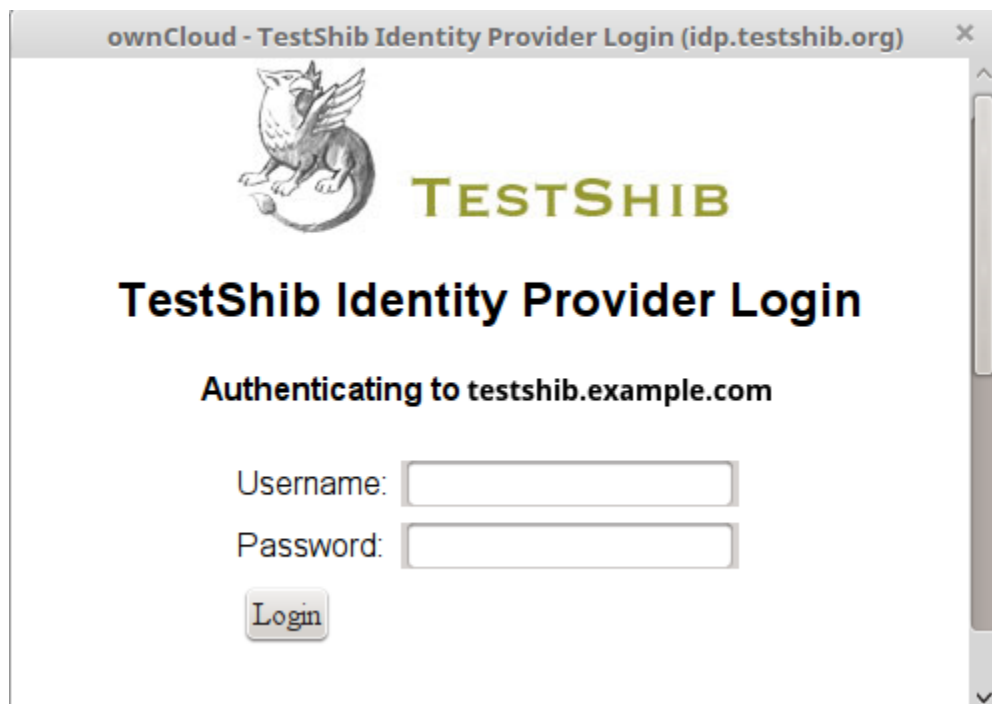 ownCloud - TestShib Identity Provider Login (idp.testshib.org)
TESTSHIB
TestShib Identity Provider Login
Authenticating to testshib.example.com
Username:
Password:
Login